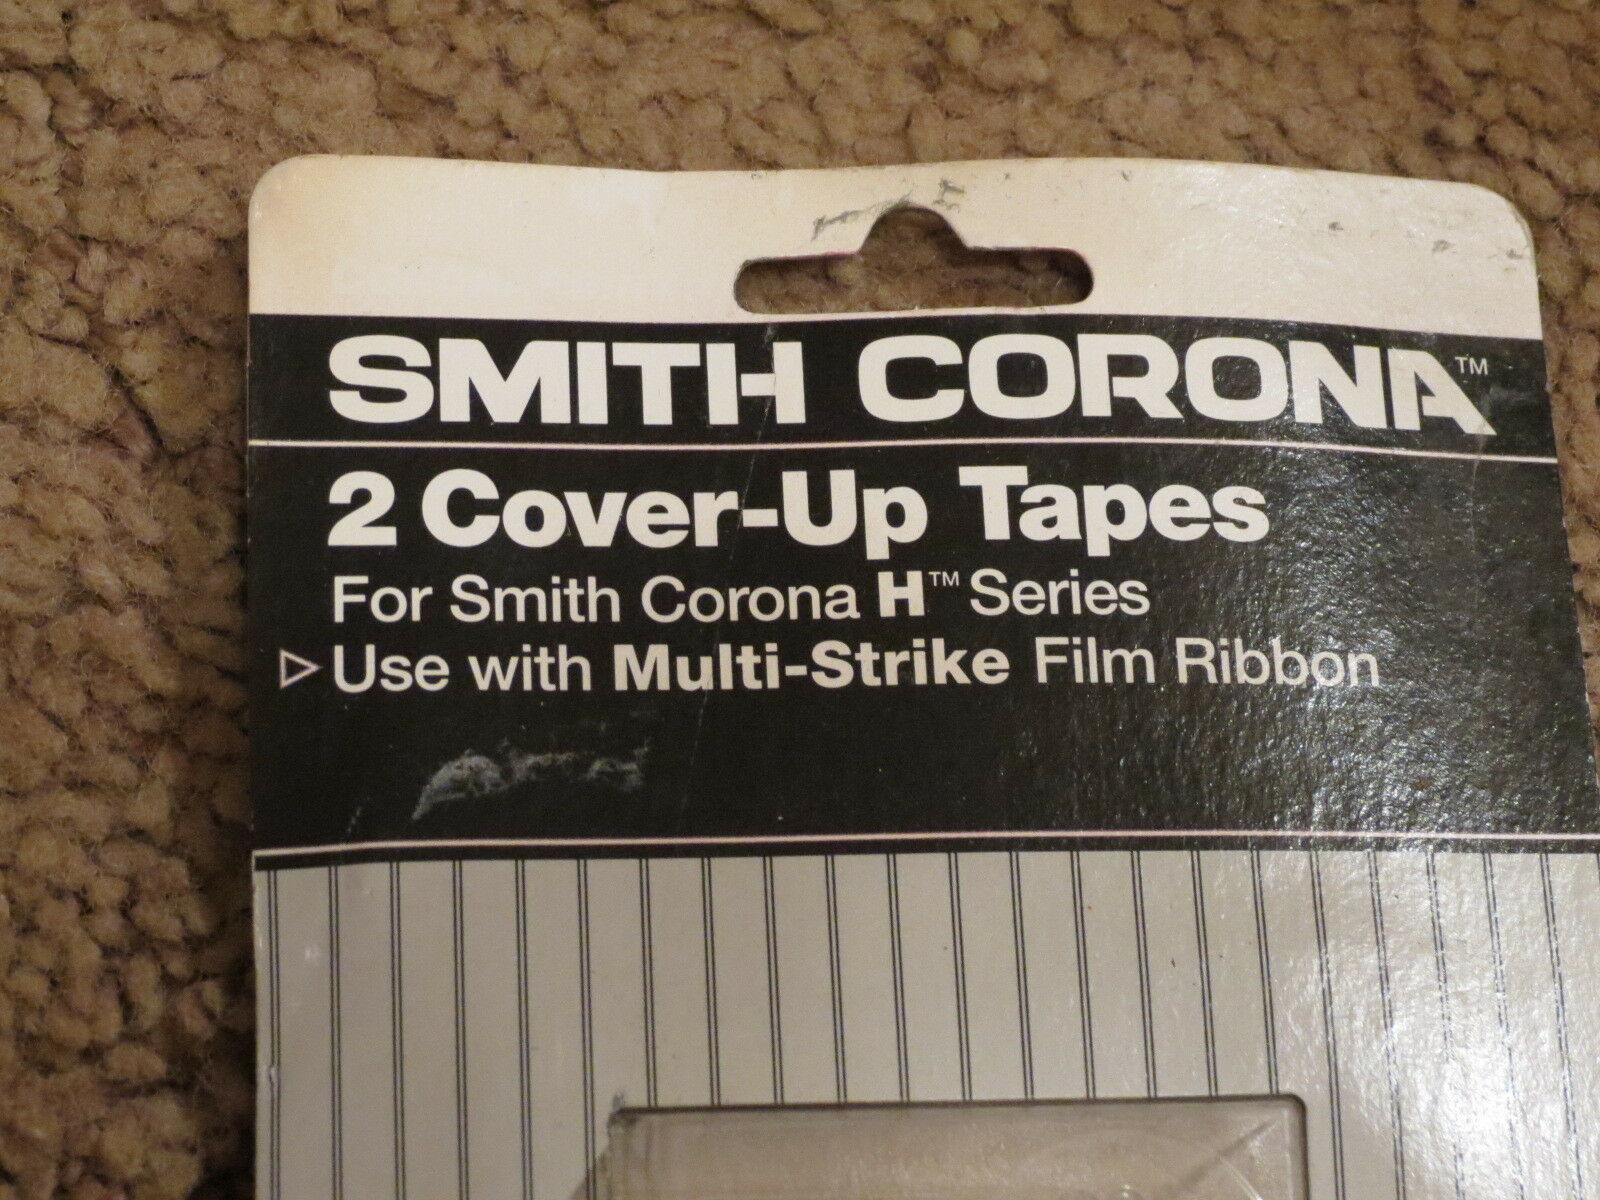 SMITH CORONA™
2 Cover-Up Tapes
For Smith Corona H™ Series
▷ Use with Multi-Strike Film Ribbon